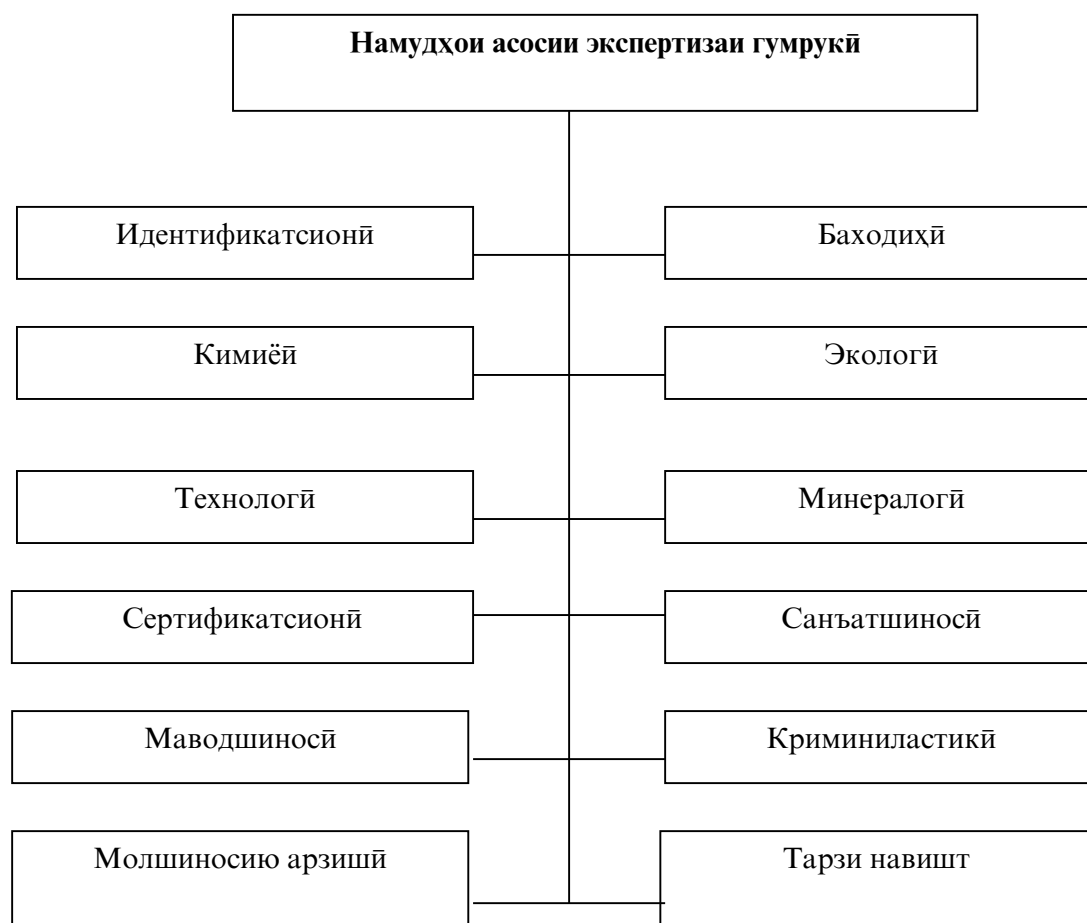 Намудҳои асосии экспертизаи гумрукӣ
Идентификатсионӣ
Баходиҳӣ
Кимиёӣ
Экологӣ
Технологӣ
Минералогӣ
Сертификатсионӣ
Санъатшиносӣ
Маводшиносӣ
Криминиластикӣ
Молшиносию арзишӣ
Тарзи навишт